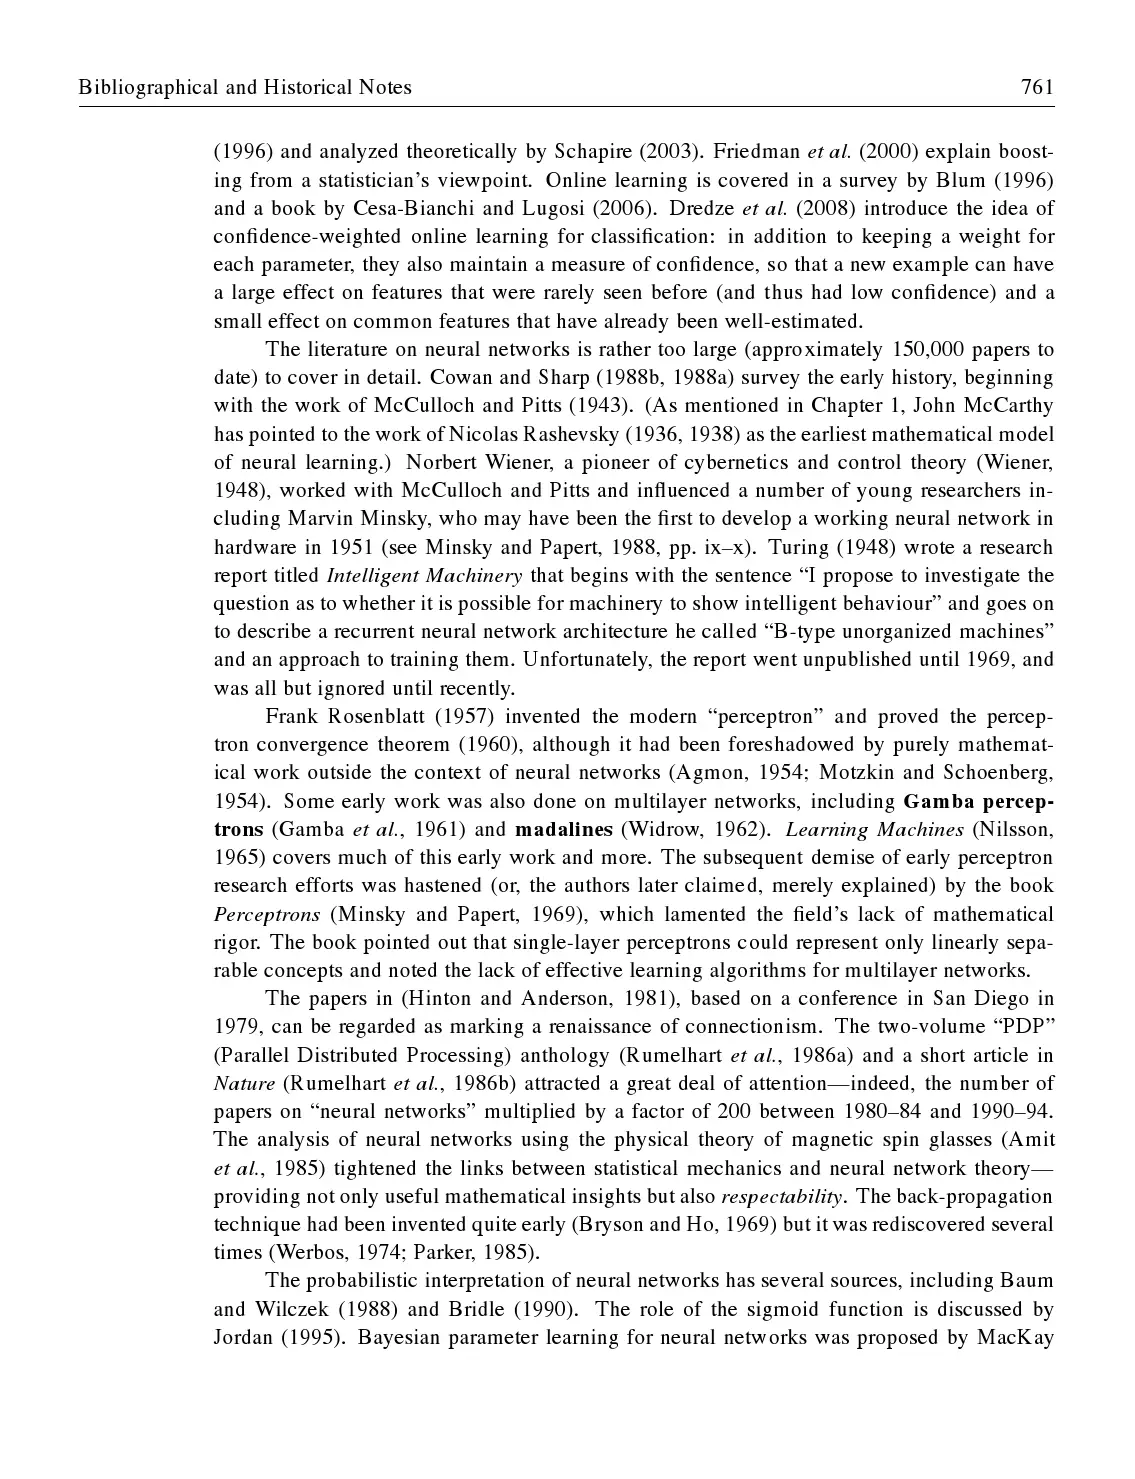 Bibliographical and Historical Notes 761
(1996) and analyzed theoretically by Schapire (2003). Friedman et al. (2000) explain boost-
ing from a statistician's viewpoint. Online learning is covered in a survey by Blum (1996)
and a book by Cesa-Bianchi and Lugosi (2006). Dredze et al. (2008) introduce the idea of
confidence-weighted online learning for classification: in addition to keeping a weight for
each parameter, they also maintain a measure of confidence, so that a new example can have
a large effect on features that were rarely seen before (and thus had low confidence) and a
small effect on common features that have already been well-estimated.
The literature on neural networks is rather too large (approximately 150,000 papers to
date) to cover in detail. Cowan and Sharp (1988b, 1988a) survey the early history, beginning
with the work of McCulloch and Pitts (1943). (As mentioned in Chapter 1, John McCarthy
has pointed to the work of Nicolas Rashevsky (1936, 1938) as the earliest mathematical model
of neural learning.) Norbert Wiener, a pioneer of cybernetics and control theory (Wiener,
1948), worked with McCulloch and Pitts and influenced a number of young researchers in-
cluding Marvin Minsky, who may have been the first to develop a working neural network in
hardware in 1951 (see Minsky and Papert, 1988, pp. ix–x). Turing (1948) wrote a research
report titled Intelligent Machinery that begins with the sentence “I propose to investigate the
question as to whether it is possible for machinery to show intelligent behaviour” and goes on
to describe a recurrent neural network architecture he called “B-type unorganized machines”
and an approach to training them. Unfortunately, the report went unpublished until 1969, and
was all but ignored until recently.
Frank Rosenblatt (1957) invented the modern “perceptron” and proved the percep-
tron convergence theorem (1960), although it had been foreshadowed by purely mathemat-
ical work outside the context of neural networks (Agmon, 1954; Motzkin and Schoenberg,
1954). Some early work was also done on multilayer networks, including Gamba percep-
trons (Gamba et al., 1961) and madalines (Widrow, 1962). Learning Machines (Nilsson,
1965) covers much of this early work and more. The subsequent demise of early perceptron
research efforts was hastened (or, the authors later claimed, merely explained) by the book
Perceptrons (Minsky and Papert, 1969), which lamented the field's lack of mathematical
rigor. The book pointed out that single-layer perceptrons could represent only linearly sepa-
rable concepts and noted the lack of effective learning algorithms for multilayer networks.
The papers in (Hinton and Anderson, 1981), based on a conference in San Diego in
1979, can be regarded as marking a renaissance of connectionism. The two-volume “PDP”
(Parallel Distributed Processing) anthology (Rumelhart et al., 1986a) and a short article in
Nature (Rumelhart et al., 1986b) attracted a great deal of attention—indeed, the number of
papers on “neural networks” multiplied by a factor of 200 between 1980–84 and 1990–94.
The analysis of neural networks using the physical theory of magnetic spin glasses (Amit
et al., 1985) tightened the links between statistical mechanics and neural network theory—
providing not only useful mathematical insights but also respectability. The back-propagation
technique had been invented quite early (Bryson and Ho, 1969) but it was rediscovered several
times (Werbos, 1974; Parker, 1985).
The probabilistic interpretation of neural networks has several sources, including Baum
and Wilczek (1988) and Bridle (1990). The role of the sigmoid function is discussed by
Jordan (1995). Bayesian parameter learning for neural networks was proposed by MacKay